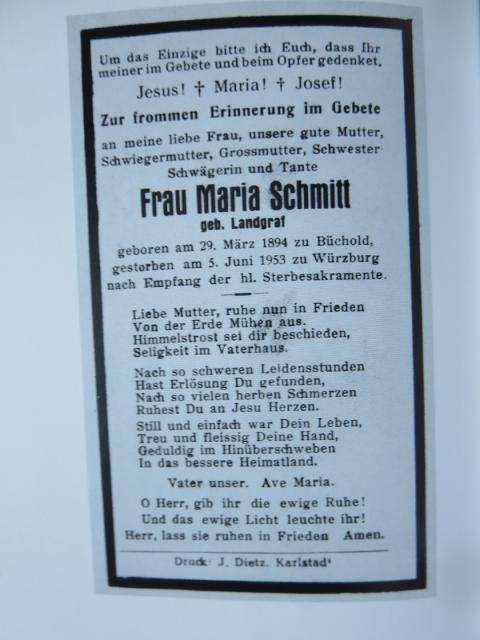 Um das Einzige bitte ich Euch, dass Ihr
meiner im Gebete und beim Opfer gedenket.
Jesus! † Maria! † Josef!
Zur frommen Erinnerung im Gebete
an meine liebe Frau, unsere gute Mutter,
Schwiegermutter, Grossmutter, Schwester
Schwägerin und Tante
Frau Maria Schmitt
geb. Landgraf
geboren am 29. März 1894 zu Büchold,
gestorben am 5. Juni 1953 zu Würzburg
nach Empfang der hl. Sterbesakramente.
Liebe Mutter, ruhe nun in Frieden
Von der Erde Mühen aus.
Himmelstrost sei dir beschieden,
Seligkeit im Vaterhaus.
Nach so schweren Leidensstunden
Hast Erlösung Du gefunden,
Nach so vielen herben Schmerzen
Ruhest Du an Jesu Herzen.
Still und einfach war Dein Leben,
Treu und fleissig Deine Hand,
Geduldig im Hinüberschweben
In das bessere Heimatland.
Vater unser. Ave Maria.
O Herr, gib ihr die ewige Ruhe!
Und das ewige Licht leuchte ihr!
Herr, lass sie ruhen in Frieden Amen.
Druck: J. Dietz. Karlstadt